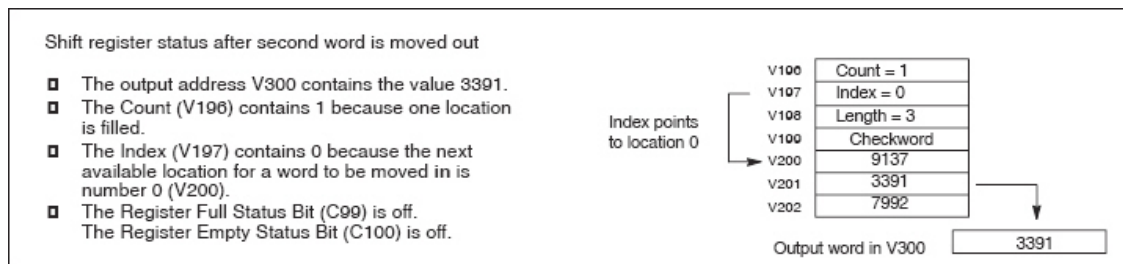 Shift register status after second word is moved out
The output address V300 contains the value 3391.
The Count (V196) contains 1 because one location
is filled.
The Index (V197) contains 0 because the next
available location for a word to be moved in is
number 0 (V200).
The Register Full Status Bit (C99) is off.
The Register Empty Status Bit (C100) is off.
Index points
to location 0
V196 Count = 1
V197 Index = 0
V198 Length = 3
V199 Checkword
V200 9137
V201 3391
V202 7992
Output word in V300 3391